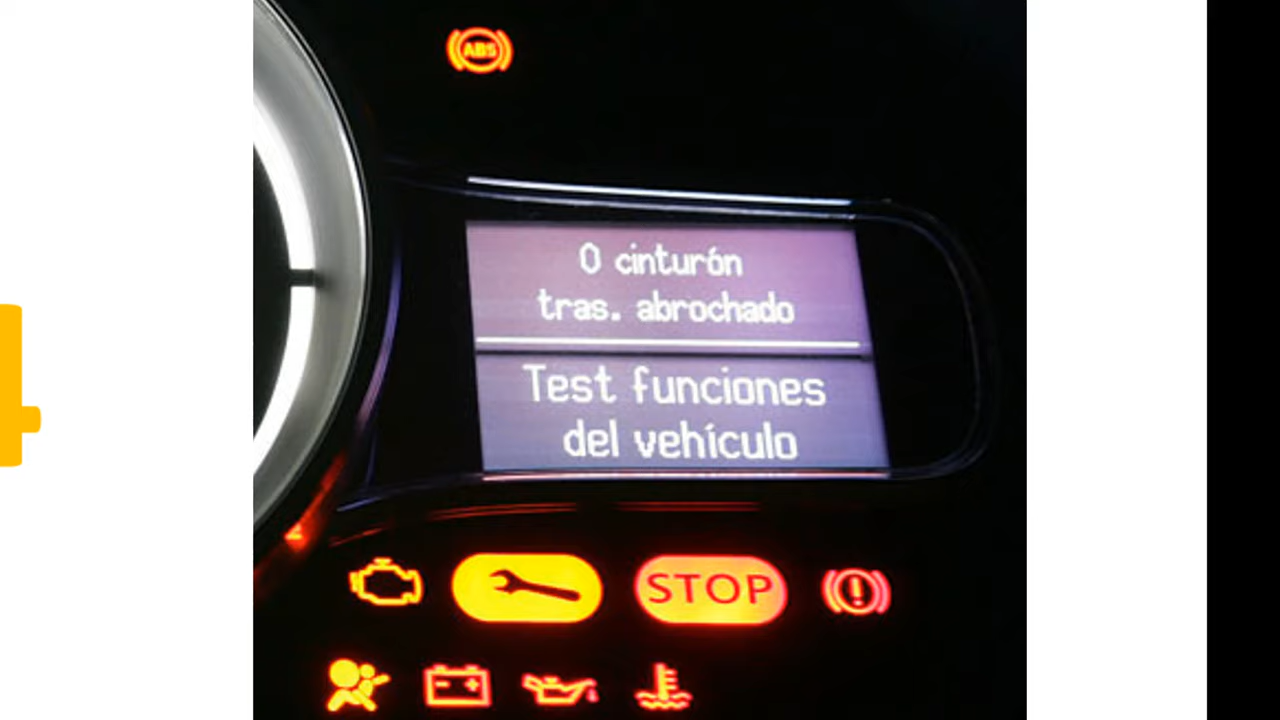 ABS
0 cinturón
tras. abrochado
Test funciones
del vehículo
STOP